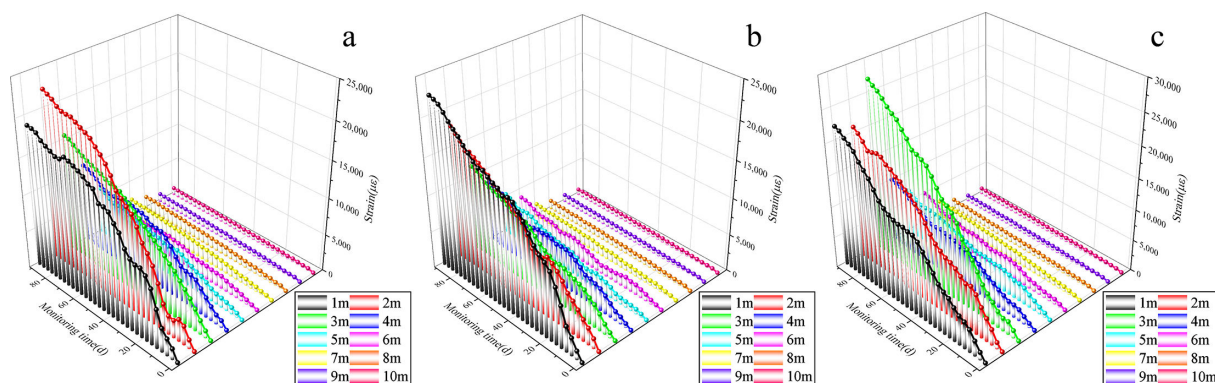 a
25,000
20,000
15,000
10,000
5,000
0
Strain(με)
80
60
40
20
0
Monitoring time(d)
1m 2m
3m 4m
5m 6m
7m 8m
9m 10m
b
25,000
20,000
15,000
10,000
5,000
0
Strain(με)
80
60
40
20
0
Monitoring time(d)
1m 2m
3m 4m
5m 6m
7m 8m
9m 10m
c
30,000
25,000
20,000
15,000
10,000
5,000
0
Strain(με)
80
60
40
20
0
Monitoring time(d)
1m 2m
3m 4m
5m 6m
7m 8m
9m 10m